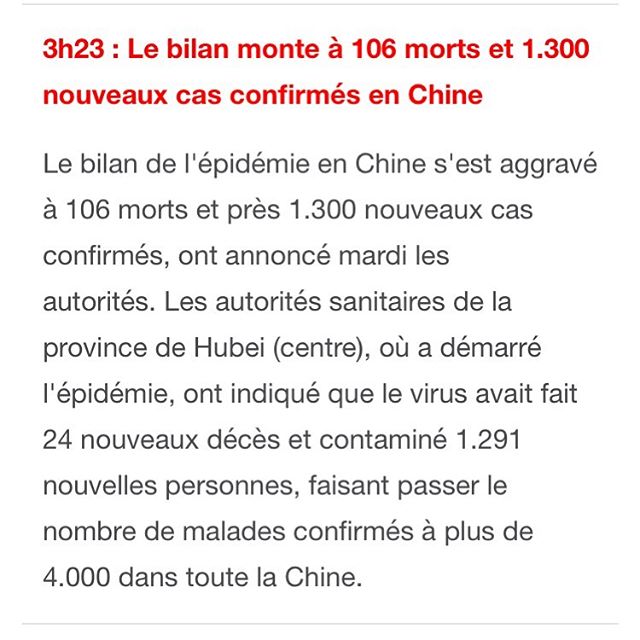 3h23 : Le bilan monte à 106 morts et 1.300
nouveaux cas confirmés en Chine
Le bilan de l'épidémie en Chine s'est aggravé
à 106 morts et près 1.300 nouveaux cas
confirmés, ont annoncé mardi les
autorités. Les autorités sanitaires de la
province de Hubei (centre), où a démarré
l'épidémie, ont indiqué que le virus avait fait
24 nouveaux décès et contaminé 1.291
nouvelles personnes, faisant passer le
nombre de malades confirmés à plus de
4.000 dans toute la Chine.